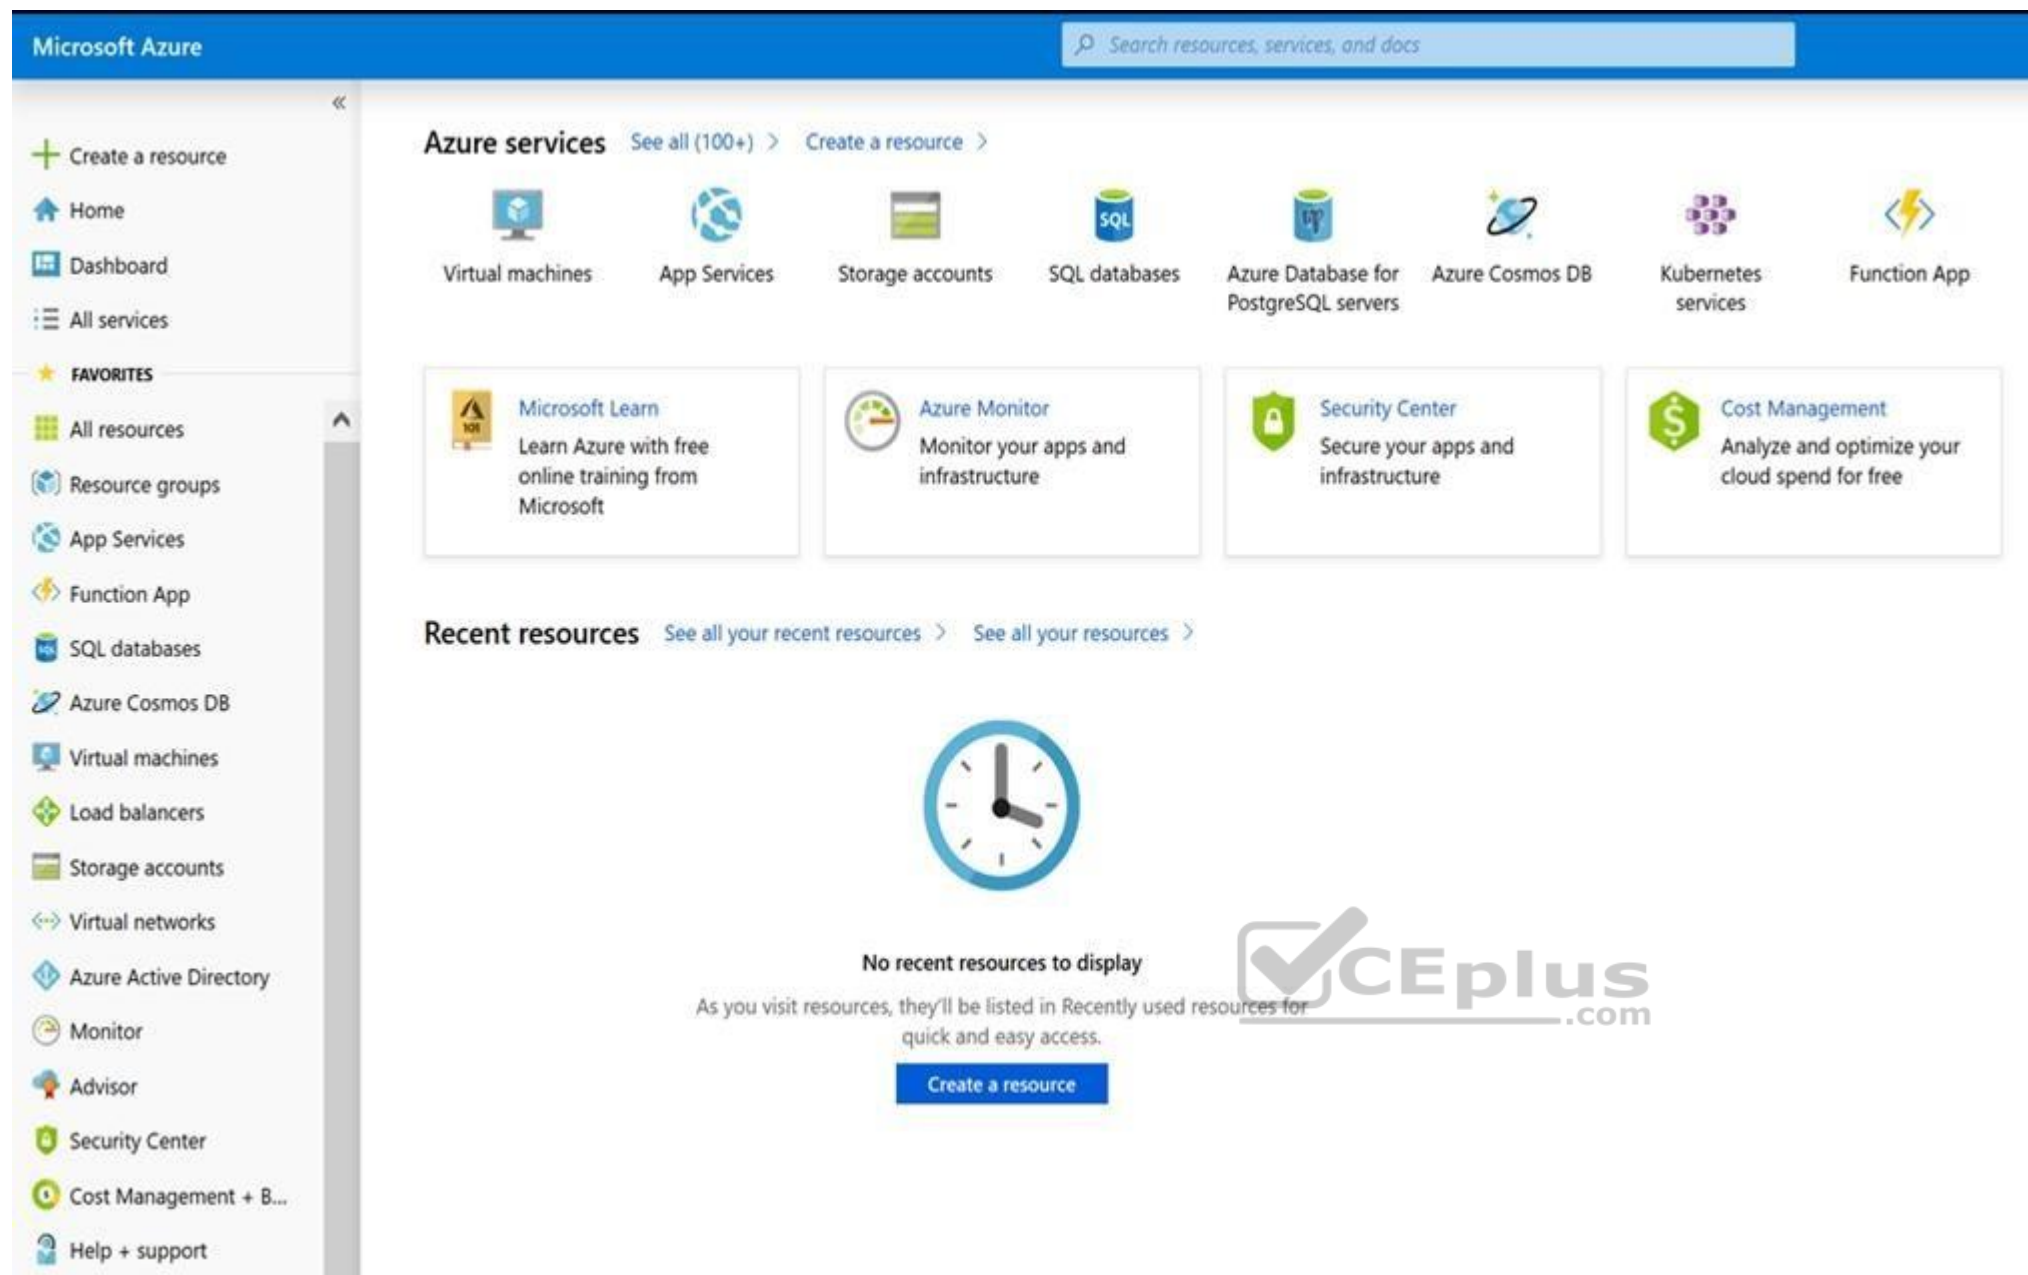 Microsoft Azure
Search resources, services, and docs
«
Create a resource
Home
Dashboard
All services
FAVORITES
All resources
Resource groups
App Services
Function App
SQL databases
Azure Cosmos DB
Virtual machines
Load balancers
Storage accounts
Virtual networks
Azure Active Directory
Monitor
Advisor
Security Center
Cost Management + B...
Help + support
Azure services See all (100+) > Create a resource >
Virtual machines
App Services
Storage accounts
SQL
SQL databases
Azure Database for
PostgreSQL servers
Azure Cosmos DB
Kubernetes
services
Function App
101
Microsoft Learn
Learn Azure with free
online training from
Microsoft
Azure Monitor
Monitor your apps and
infrastructure
Security Center
Secure your apps and
infrastructure
$
Cost Management
Analyze and optimize your
cloud spend for free
Recent resources See all your recent resources > See all your resources >
No recent resources to display
As you visit resources, they'll be listed in Recently used resources for
quick and easy access.
Create a resource
VCEplus
.com